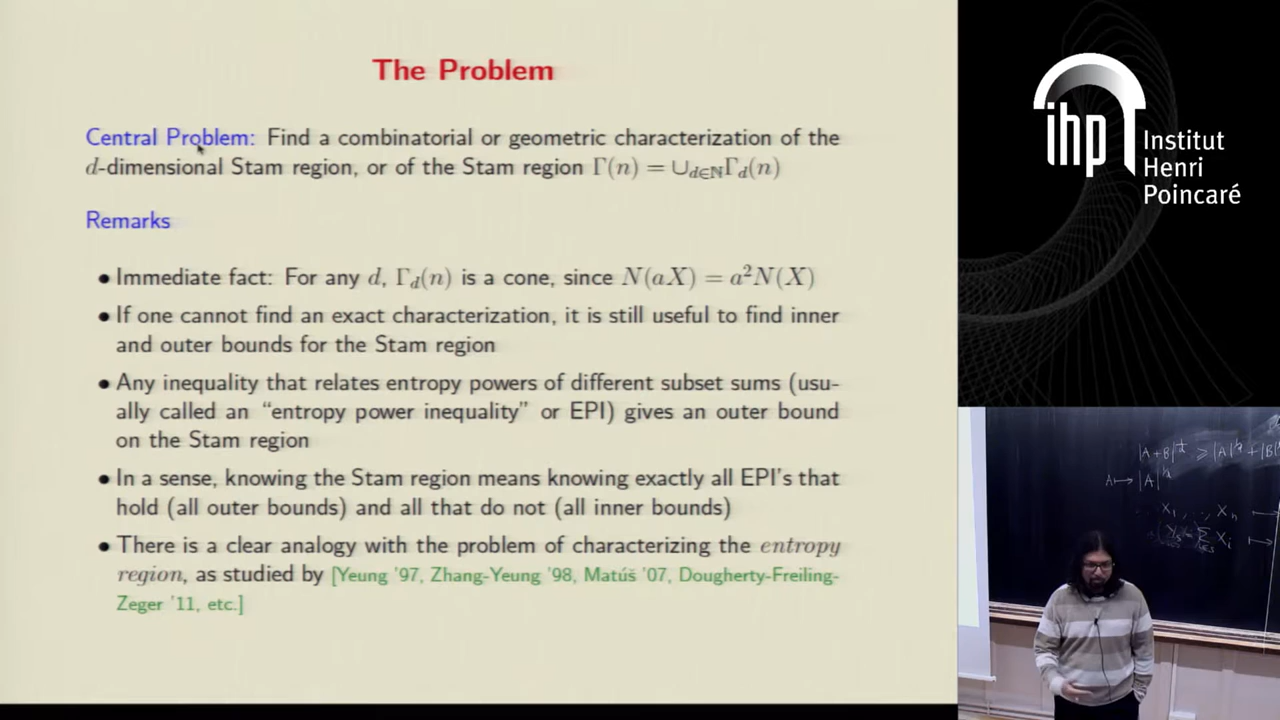 The Problem
Central Problem: Find a combinatorial or geometric characterization of the
d-dimensional Stam region, or of the Stam region Γ(n) = ∪_{d∈ℕ}Γ_d(n)
Remarks
• Immediate fact: For any d, Γ_d(n) is a cone, since N(aX) = a²N(X)
• If one cannot find an exact characterization, it is still useful to find inner
and outer bounds for the Stam region
• Any inequality that relates entropy powers of different subset sums (usu-
ally called an “entropy power inequality” or EPI) gives an outer bound
on the Stam region
• In a sense, knowing the Stam region means knowing exactly all EPI's that
hold (all outer bounds) and all that do not (all inner bounds)
• There is a clear analogy with the problem of characterizing the entropy
region, as studied by [Yeung '97, Zhang-Yeung '98, Matúš '07, Dougherty-Freiling-
Zeger '11, etc.]
ihp
Institut
Henri
Poincaré
X₁, ..., Xₙ